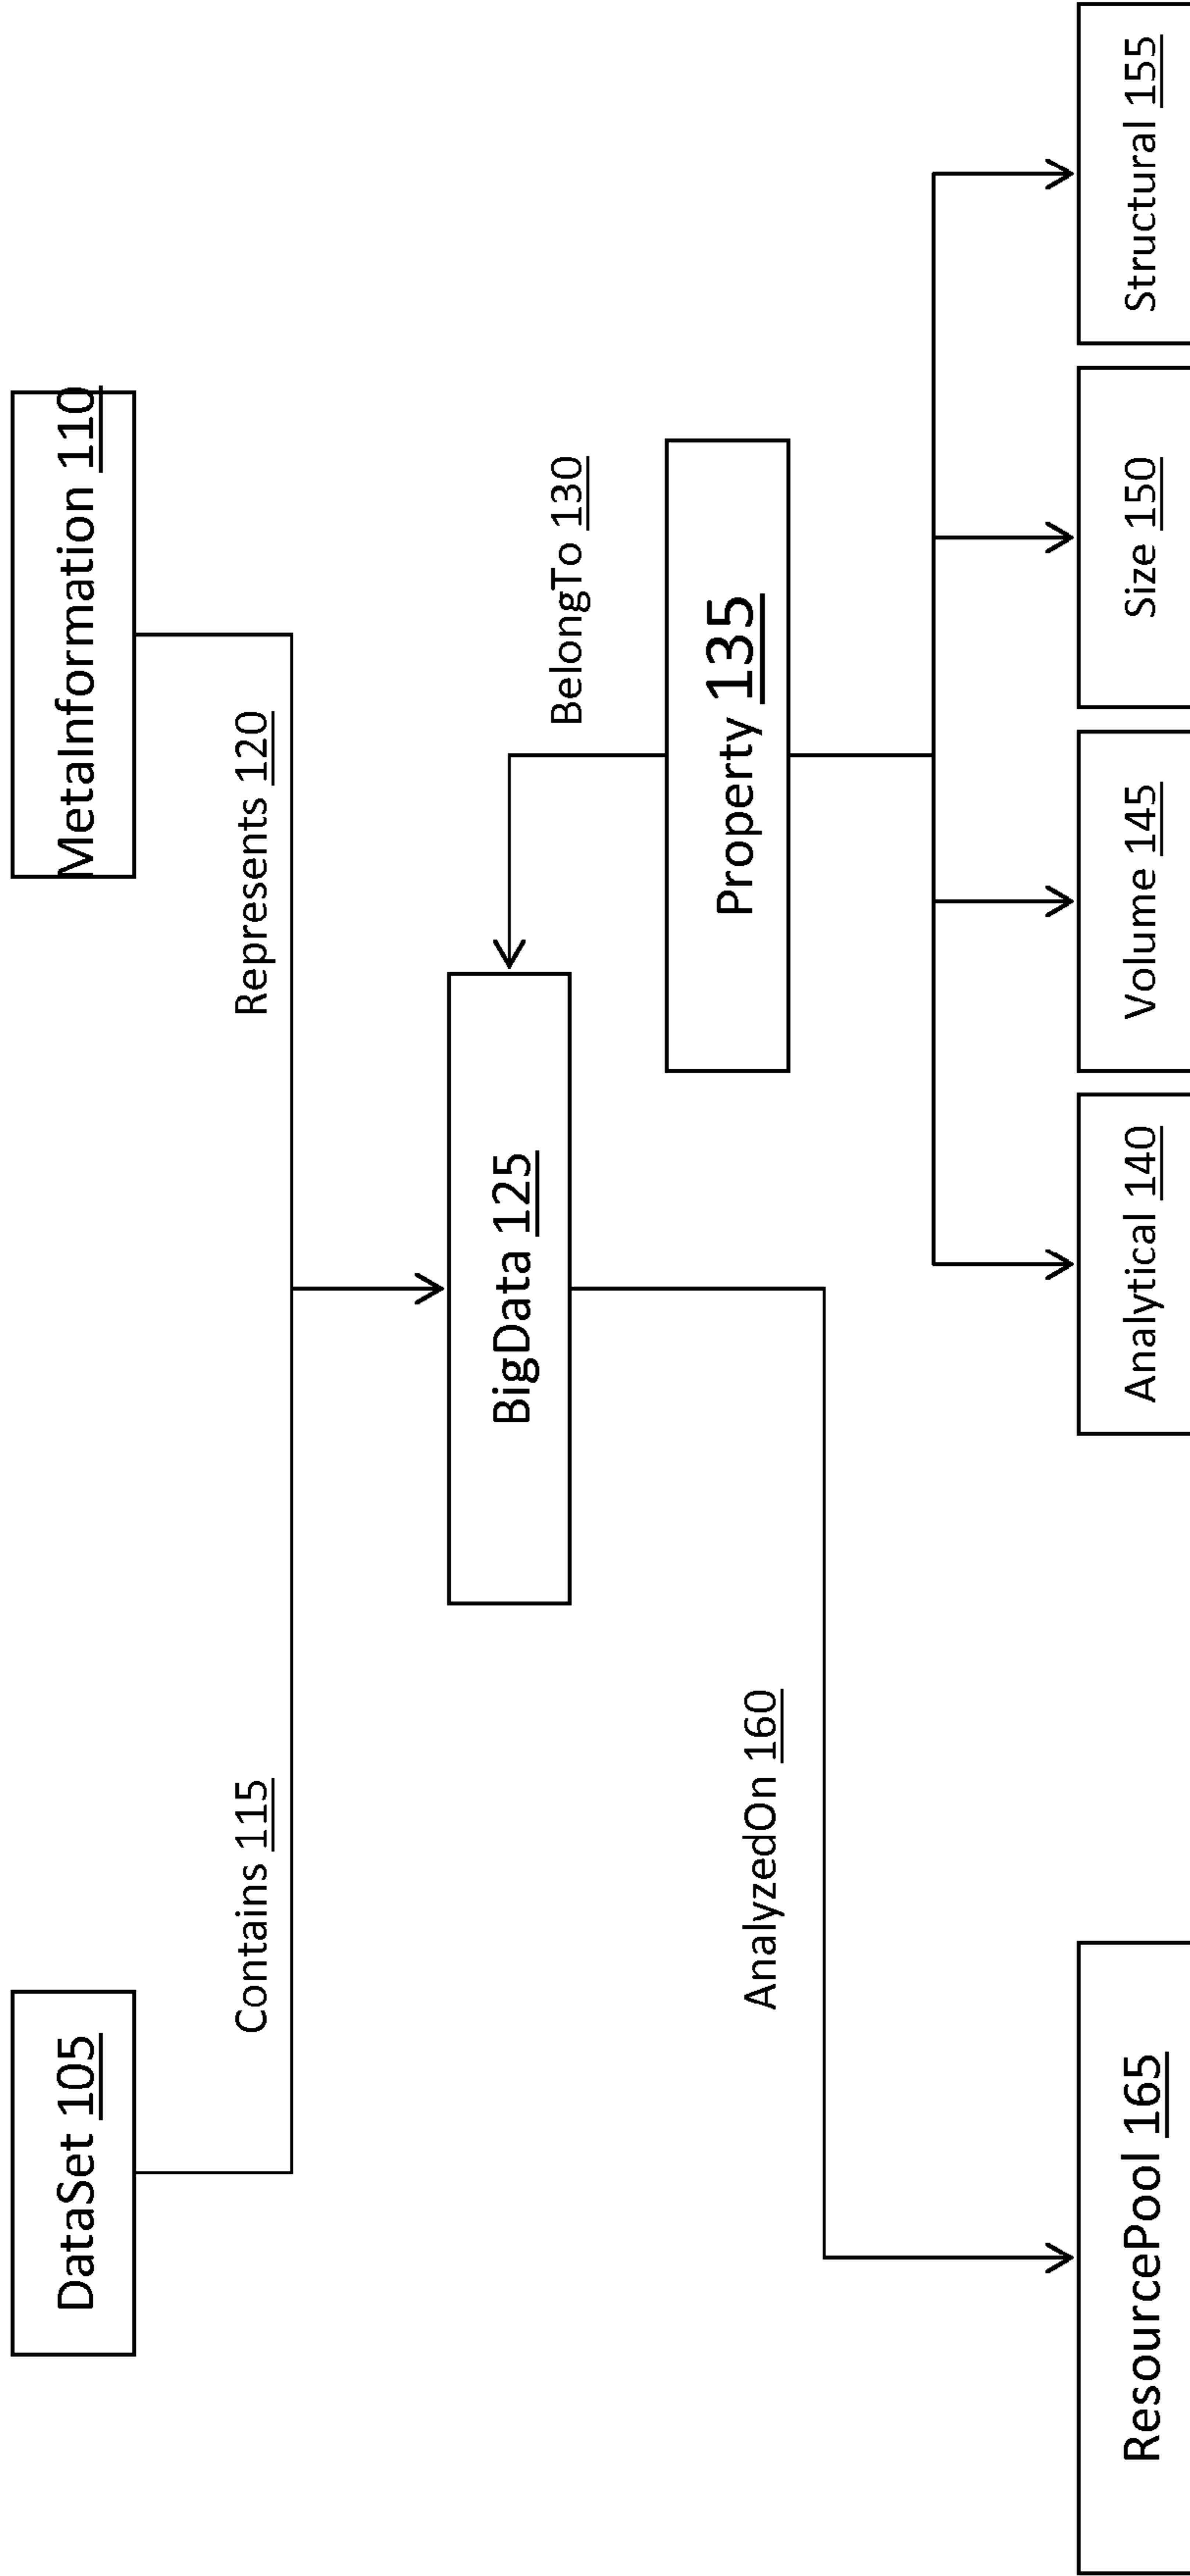 DataSet 105
MetaInformation 110
Contains 115
Represents 120
BigData 125
BelongTo 130
Property 135
AnalyzedOn 160
ResourcePool 165
Analytical 140
Volume 145
Size 150
Structural 155